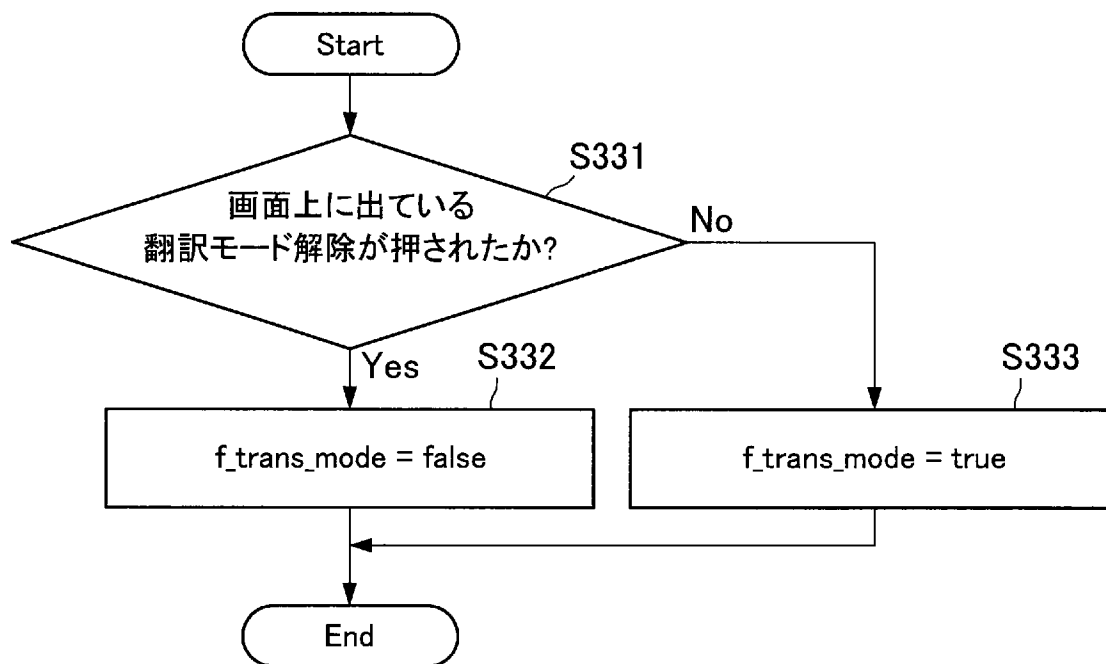 Start
S331
画面上に出ている
翻訳モード解除が押されたか?
No
Yes
S332
S333
f_trans_mode = false
f_trans_mode = true
End